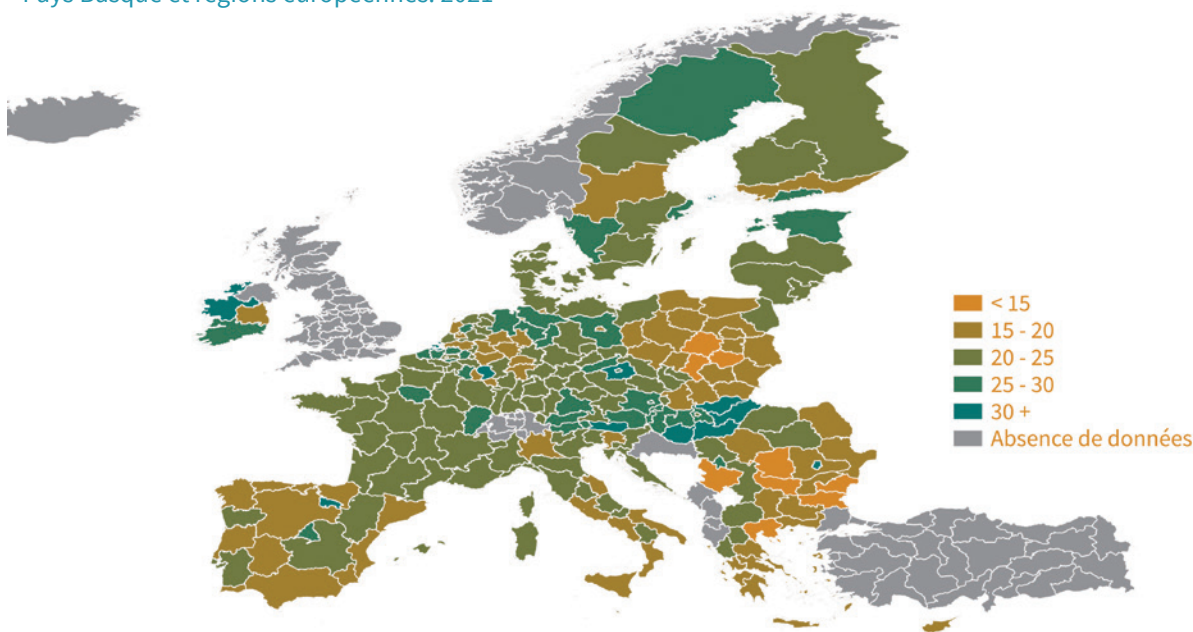 Pays Basque et régions européennes. 2021
< 15
15 - 20
20 - 25
25 - 30
30 +
Absence de données